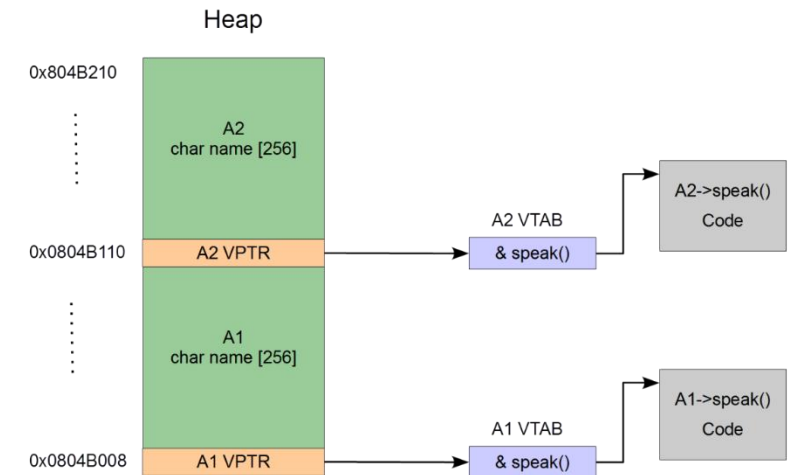 Heap
0x804B210
A2
char name [256]
A2->speak()
Code
A2 VTAB
0x0804B110
A2 VPTR
& speak()
A1
char name [256]
A1->speak()
Code
A1 VTAB
0x0804B008
A1 VPTR
& speak()